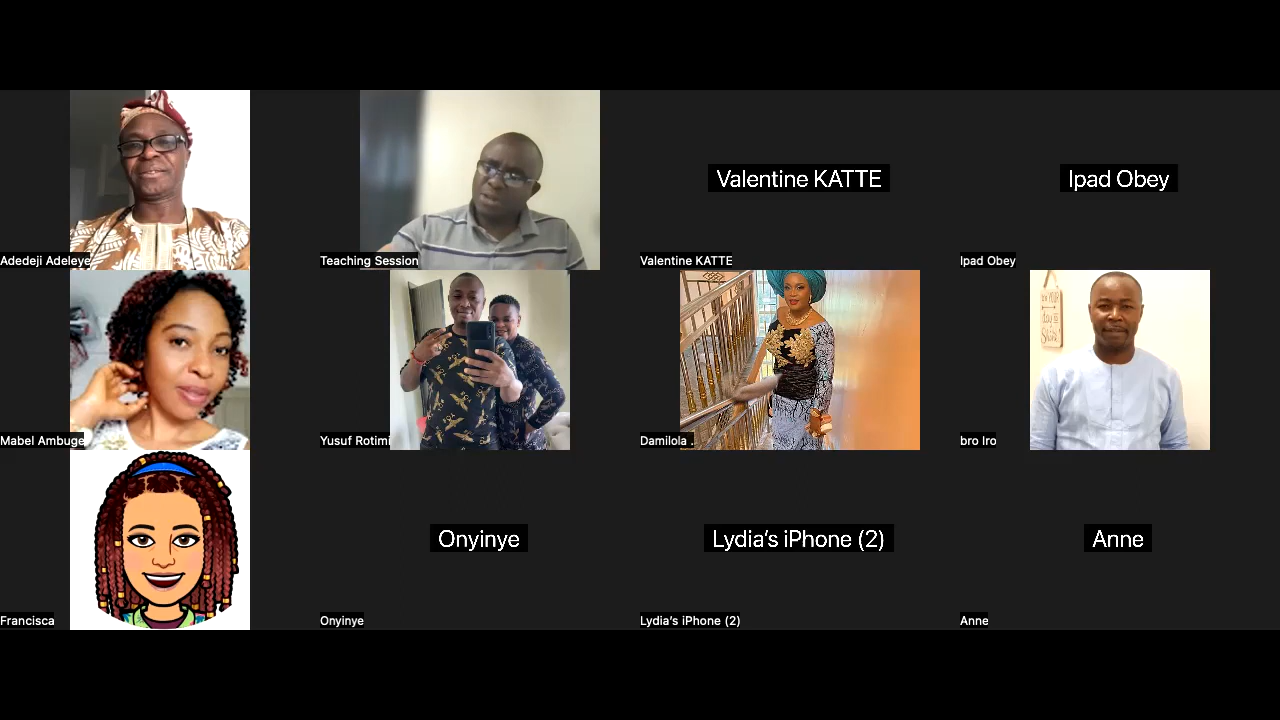 Valentine KATTE
Ipad Obey
Adedeji Adeleye
Teaching Session
Valentine KATTE
Ipad Obey
Mabel Ambuge
Yusuf Rotimi
Damilola .
bro Iro
Onyinye
Lydia’s iPhone (2)
Anne
Francisca
Onyinye
Lydia’s iPhone (2)
Anne